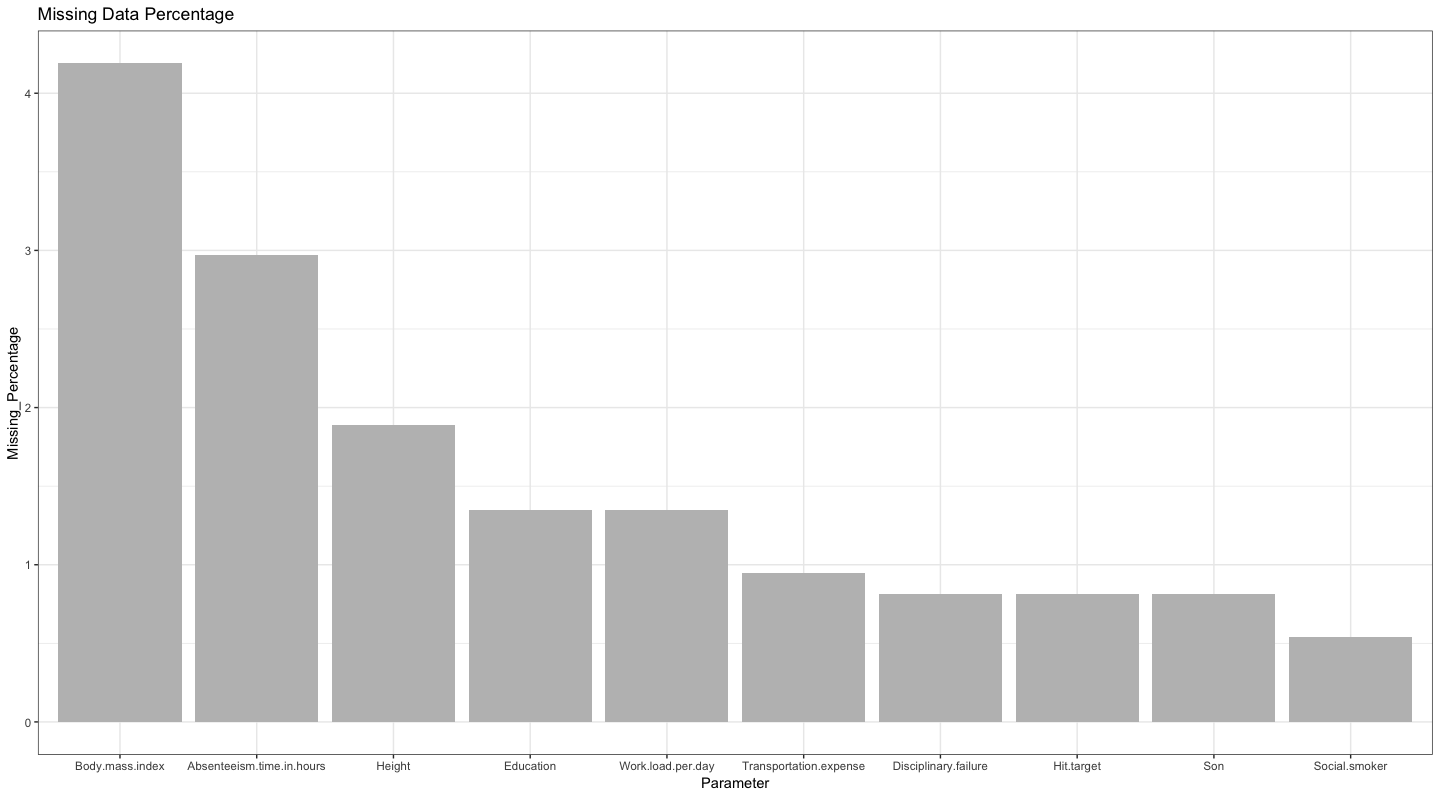 Missing Data Percentage
Missing_Percentage
4
3
2
1
0
Body.mass.index Absenteeism.time.in.hours Height Education Work.load.per.day Transportation.expense Disciplinary.failure Hit.target Son Social.smoker
Parameter